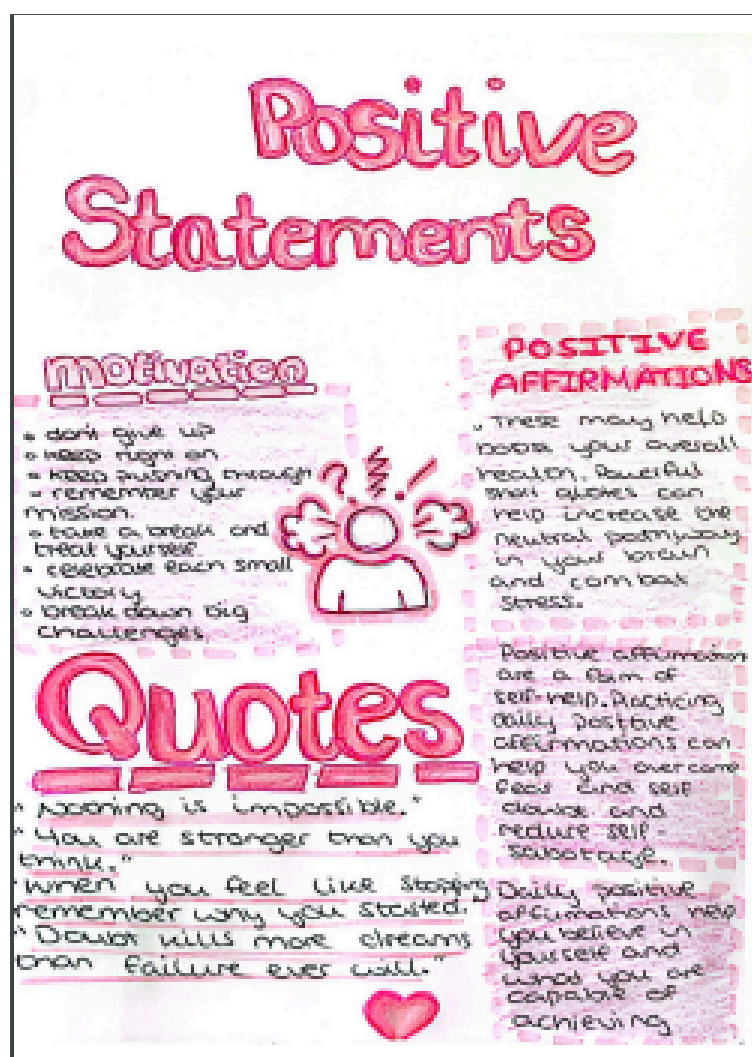 Positive
Statements
motivation
• don't give up
• keep right on
• keep pushing through
• remember your
mission.
• take a break and
treat yourself.
• celebrate each small
victory
• break down big
challenges
POSITIVE
AFFIRMATIONS
• These may help
boost your overall
health. Powerful
small quotes can
help increase the
neutral pathways
in your brain
and combat
stress.
? !
Positive affirmations
are a form of
self-help. Practicing
daily positive
affirmations can
help you overcome
fear and self
doubt and
reduce self-
sabotage.
Quotes
"Nothing is impossible."
"You are stronger than you
think."
when you feel like stopping
remember why you started.
"Doubt kills more dreams
than failure ever will."
Daily positive
affirmations help
you believe in
yourself and
what you are
capable of
achieving